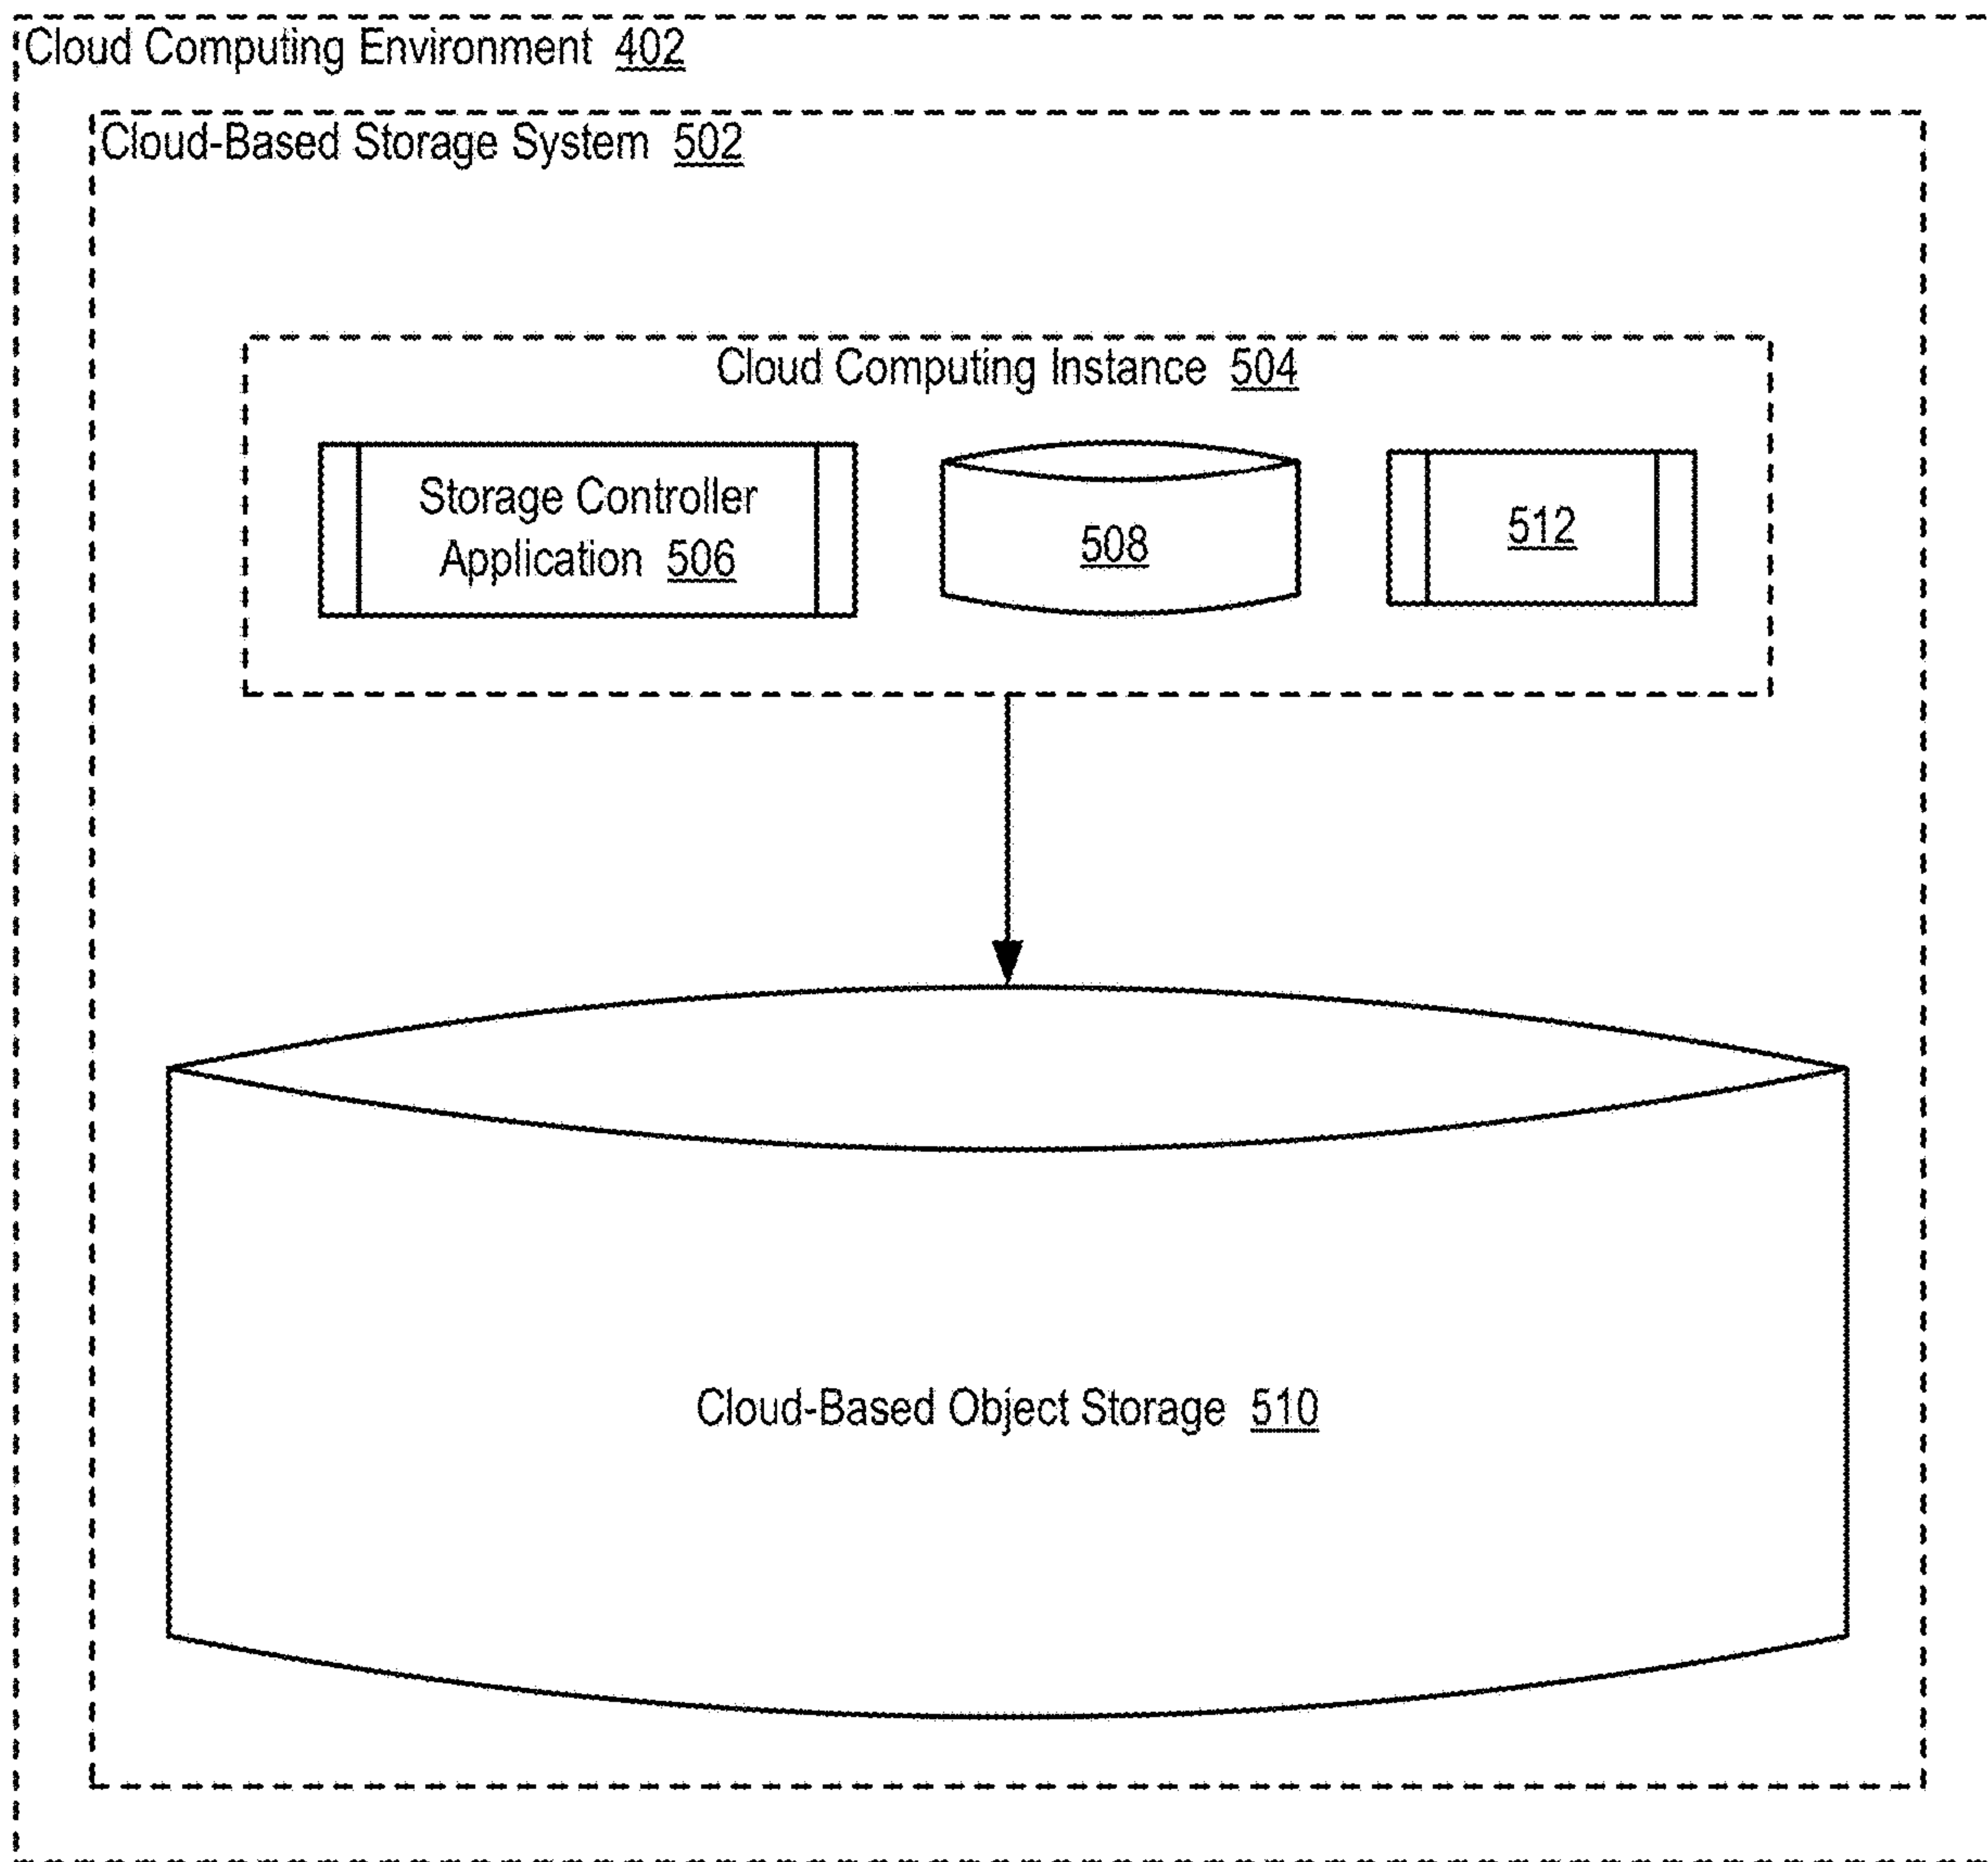 Cloud Computing Environment 402
Cloud-Based Storage System 502
Cloud Computing Instance 504
Storage Controller
Application 506
508
512
Cloud-Based Object Storage 510